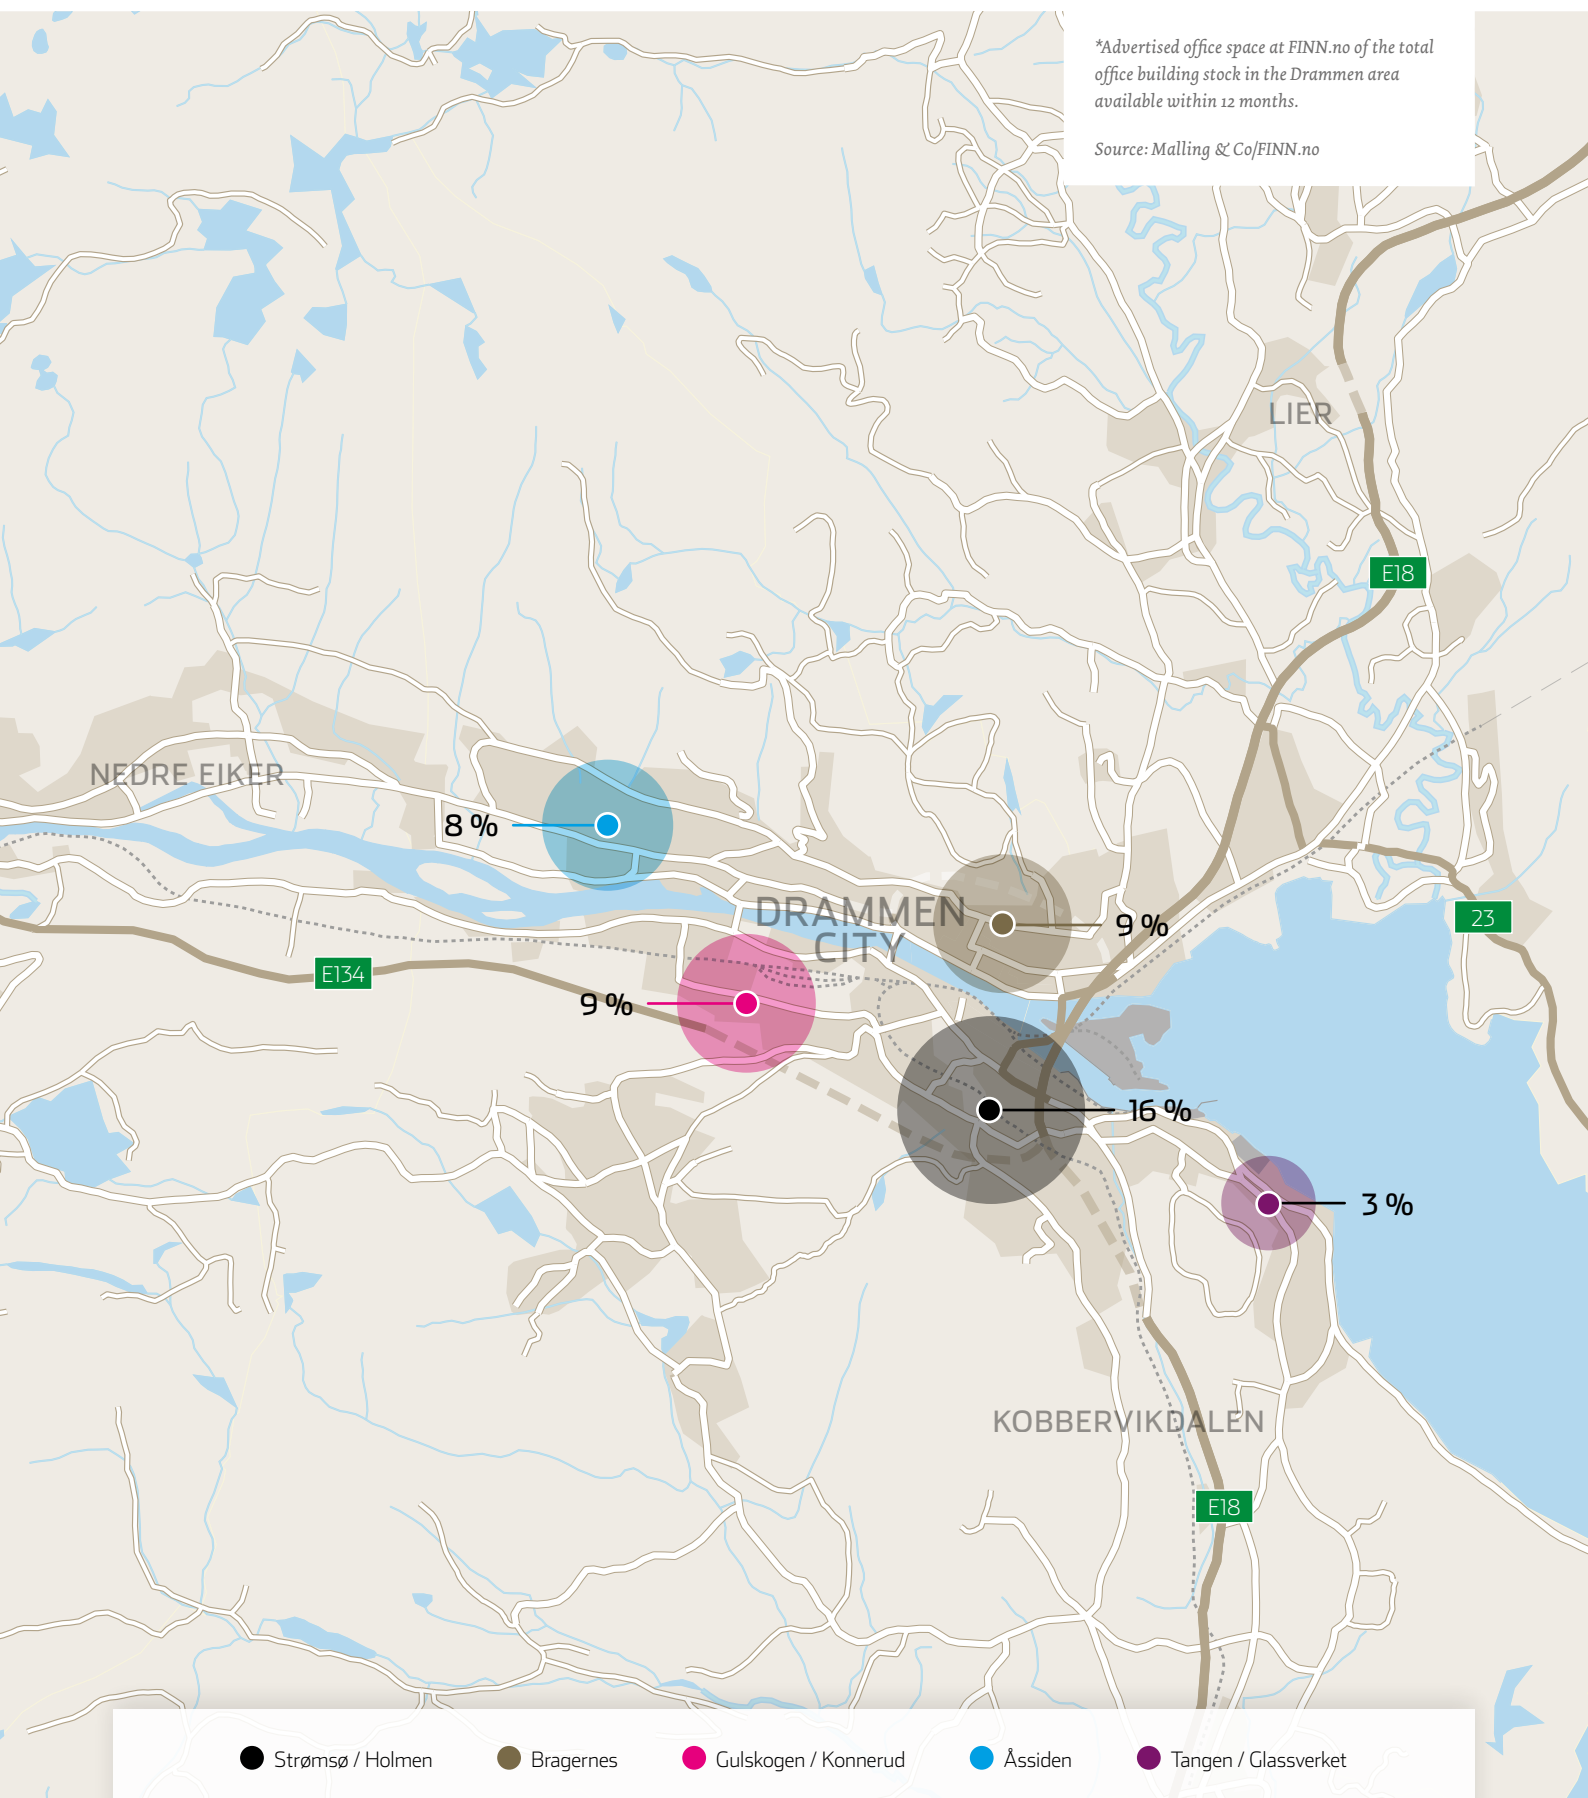 *Advertised office space at FINN.no of the total
office building stock in the Drammen area
available within 12 months.
Source: Malling & Co/FINN.no
LIER
E18
NEDRE EIKER
8 %
DRAMMEN
CITY
9 %
23
E134
9 %
16 %
3 %
KOBBERVIKDALEN
E18
Strømsø / Holmen
Bragernes
Gulskogen / Konnerud
Åssiden
Tangen / Glassverket